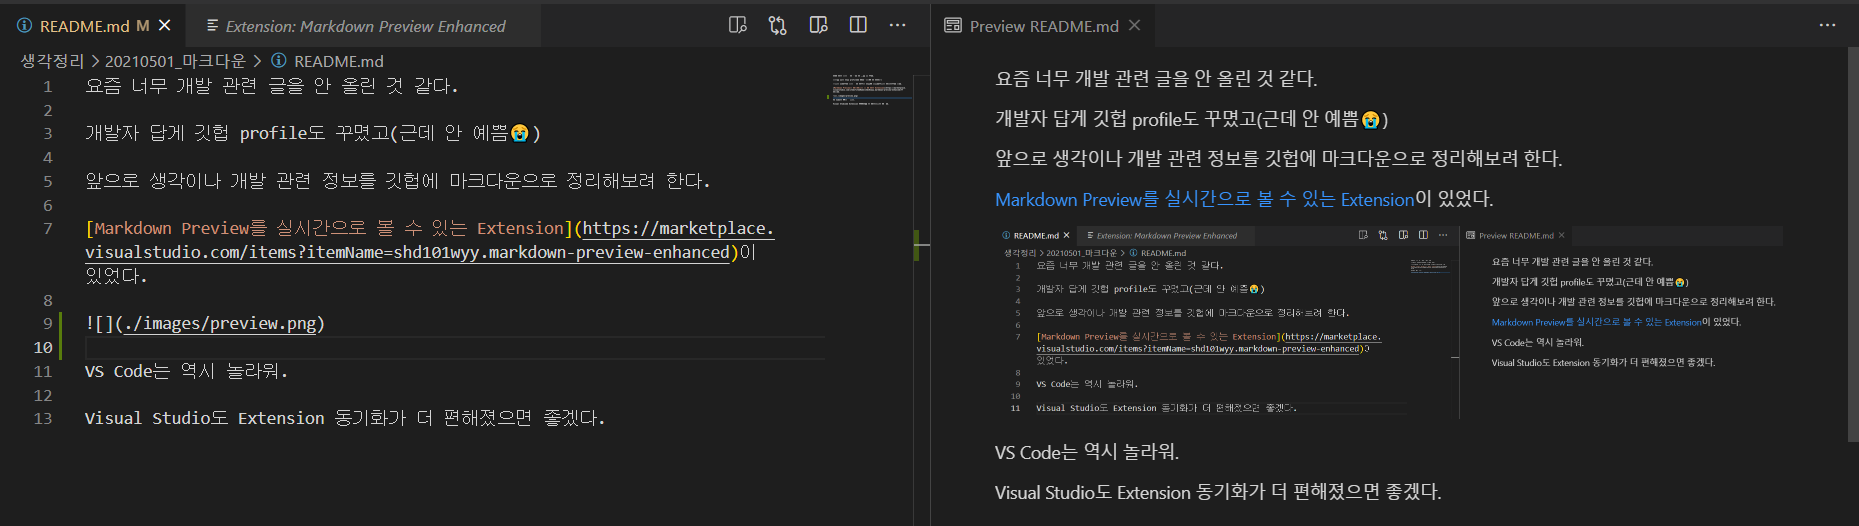 README.md M
Extension: Markdown Preview Enhanced
생각정리 > 20210501_마크다운 > README.md
1 요즘 너무 개발 관련 글을 안 올린 것 같다.
2
3 개발자 답게 깃헙 profile도 꾸몄고(근데 안 예쁨😭)
4
5 앞으로 생각이나 개발 관련 정보를 깃헙에 마크다운으로 정리해보려 한다.
6
7 [Markdown Preview를 실시간으로 볼 수 있는 Extension](https://marketplace.
visualstudio.com/items?itemName=shd101wyy.markdown-preview-enhanced)이
있었다.
8
9 ![](./images/preview.png)
10
11 VS Code는 역시 놀라워.
12
13 Visual Studio도 Extension 동기화가 더 편해졌으면 좋겠다.
Preview README.md
요즘 너무 개발 관련 글을 안 올린 것 같다.
개발자 답게 깃헙 profile도 꾸몄고(근데 안 예쁨😭)
앞으로 생각이나 개발 관련 정보를 깃헙에 마크다운으로 정리해보려 한다.
Markdown Preview를 실시간으로 볼 수 있는 Extension이 있었다.
README.md
Extension: Markdown Preview Enhanced
생각정리 > 20210501_마크다운 > README.md
1 요즘 너무 개발 관련 글을 안 올린 것 같다.
2
3 개발자 답게 깃헙 profile도 꾸몄고(근데 안 예쁨😭)
4
5 앞으로 생각이나 개발 관련 정보를 깃헙에 마크다운으로 정리해보려 한다.
6
7 [Markdown Preview를 실시간으로 볼 수 있는 Extension](https://marketplace.
visualstudio.com/items?itemName=shd101wyy.markdown-preview-enhanced)이
있었다.
8
9 VS Code는 역시 놀라워.
10
11 Visual Studio도 Extension 동기화가 더 편해졌으면 좋겠다.
Preview README.md
요즘 너무 개발 관련 글을 안 올린 것 같다.
개발자 답게 깃헙 profile도 꾸몄고(근데 안 예쁨😭)
앞으로 생각이나 개발 관련 정보를 깃헙에 마크다운으로 정리해보려 한다.
Markdown Preview를 실시간으로 볼 수 있는 Extension이 있었다.
VS Code는 역시 놀라워.
Visual Studio도 Extension 동기화가 더 편해졌으면 좋겠다.
VS Code는 역시 놀라워.
Visual Studio도 Extension 동기화가 더 편해졌으면 좋겠다.